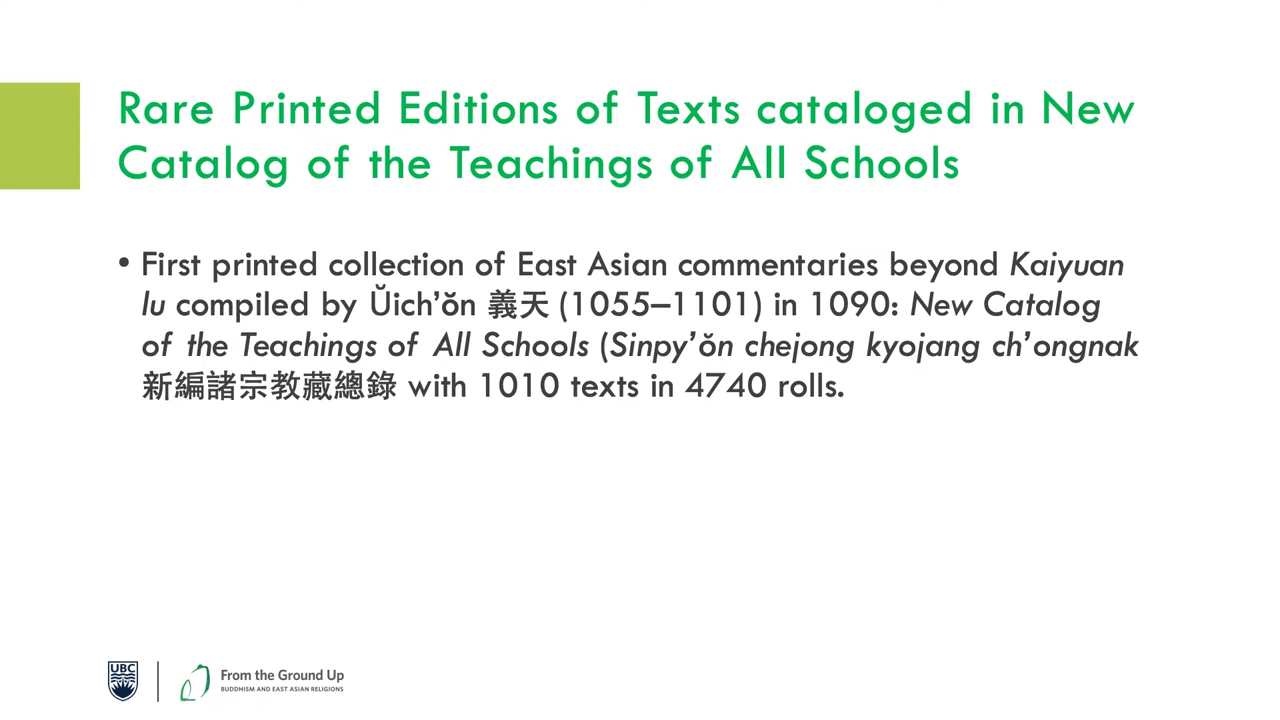 Rare Printed Editions of Texts cataloged in New
Catalog of the Teachings of All Schools
• First printed collection of East Asian commentaries beyond Kaiyuan
lu compiled by Ŭich’ŏn 義天 (1055–1101) in 1090: New Catalog
of the Teachings of All Schools (Sinpy’ŏn chejong kyojang ch’ongnak
新編諸宗教藏總錄 with 1010 texts in 4740 rolls.
UBC
From the Ground Up
BUDDHISM AND EAST ASIAN RELIGIONS